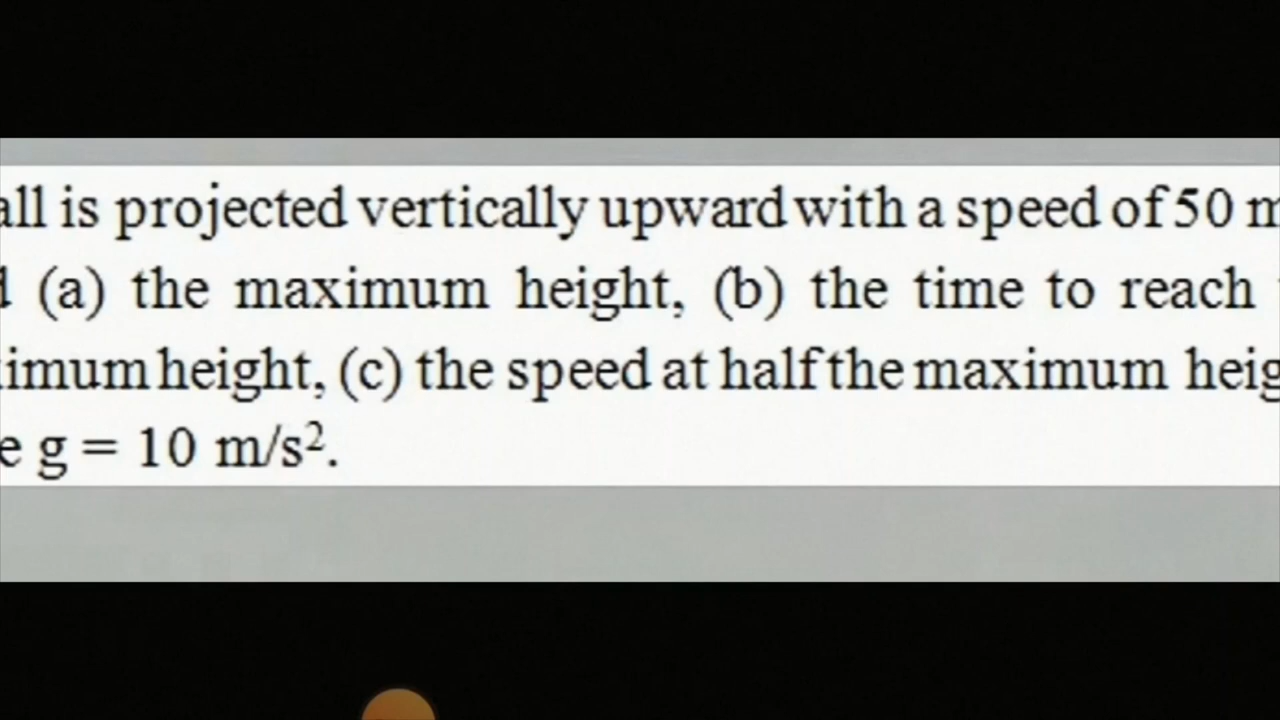 all is projected vertically upward with a speed of 50 m
(a) the maximum height, (b) the time to reach
imum height, (c) the speed at half the maximum heig
e g = 10 m/s².